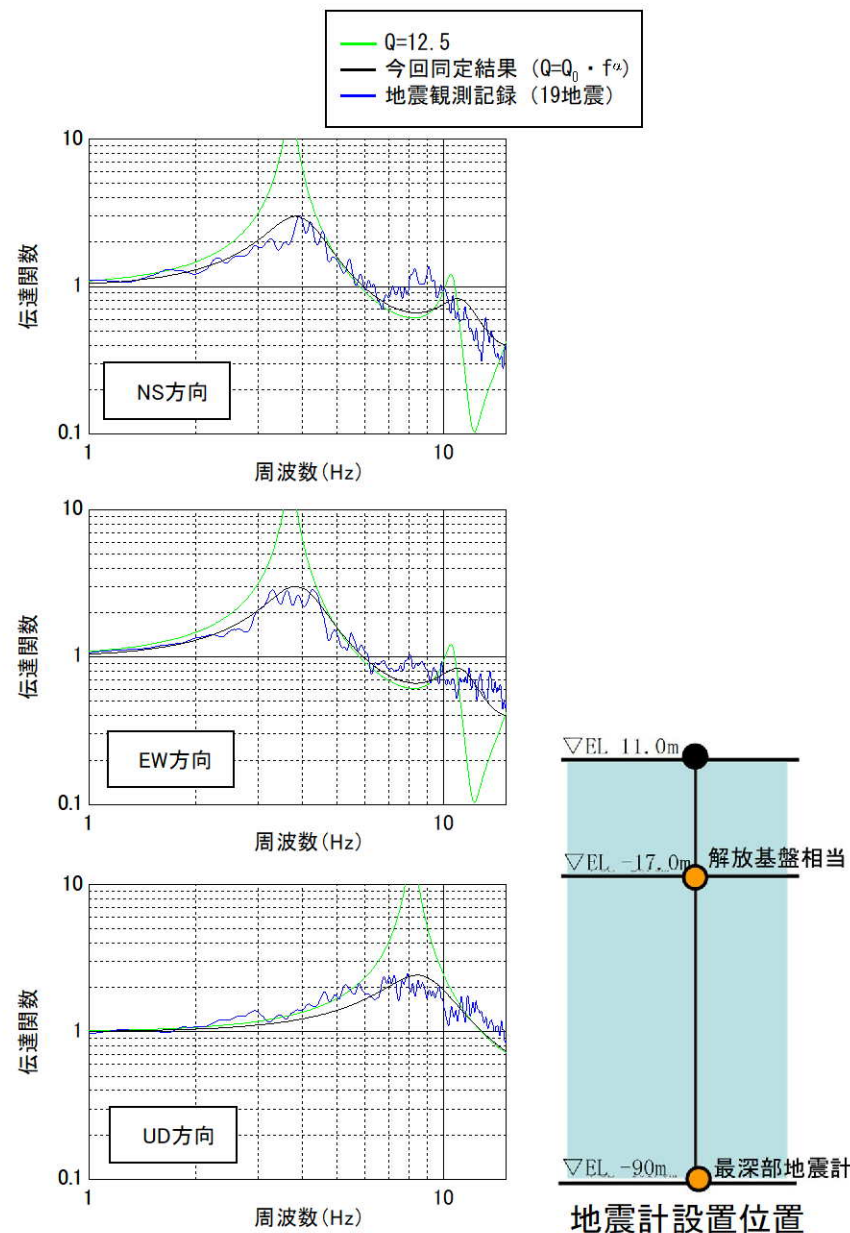 Q=12.5
今回同定結果（Q=Q₀・fᵅ）
地震観測記録（19地震）
10
1
0.1
伝達関数
NS方向
1
10
周波数(Hz)
10
1
0.1
伝達関数
EW方向
1
10
周波数(Hz)
10
1
0.1
伝達関数
UD方向
1
10
周波数(Hz)
▽EL 11.0m
▽EL -17.0m
解放基盤相当
▽EL -90m
最深部地震計
地震計設置位置